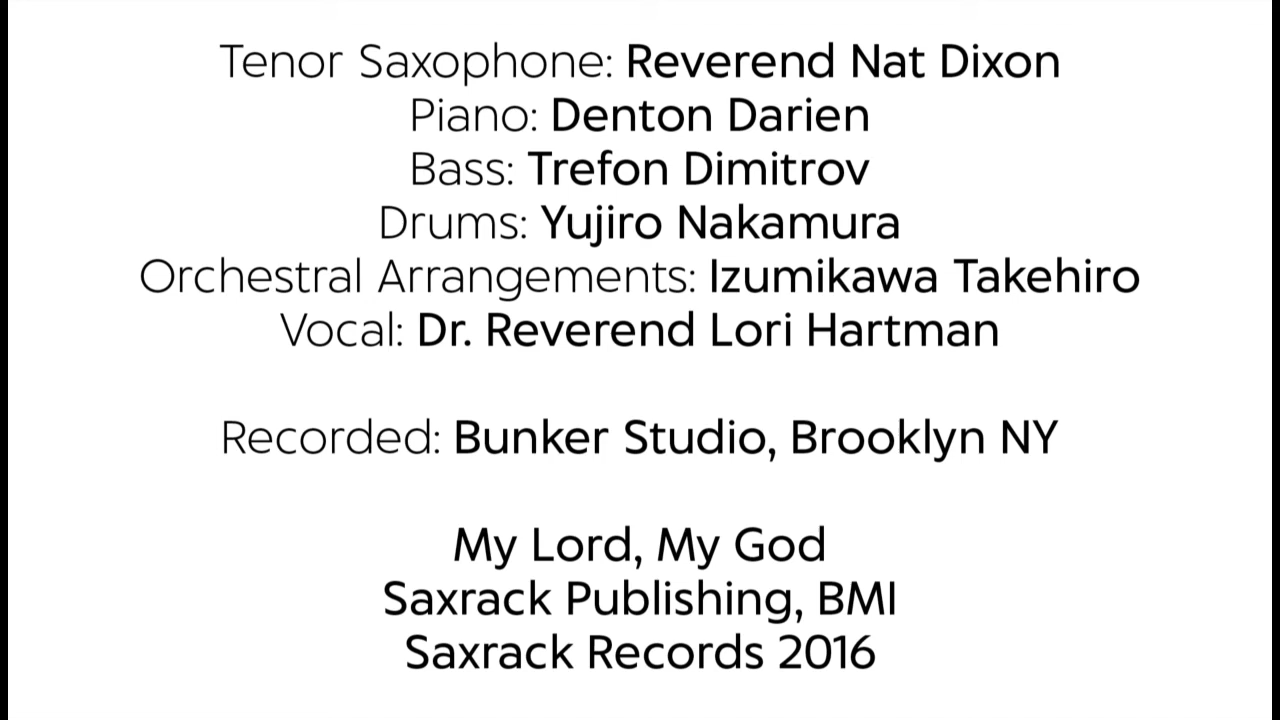 Tenor Saxophone: Reverend Nat Dixon
Piano: Denton Darien
Bass: Trefon Dimitrov
Drums: Yujiro Nakamura
Orchestral Arrangements: Izumikawa Takehiro
Vocal: Dr. Reverend Lori Hartman
Recorded: Bunker Studio, Brooklyn NY
My Lord, My God
Saxrack Publishing, BMI
Saxrack Records 2016